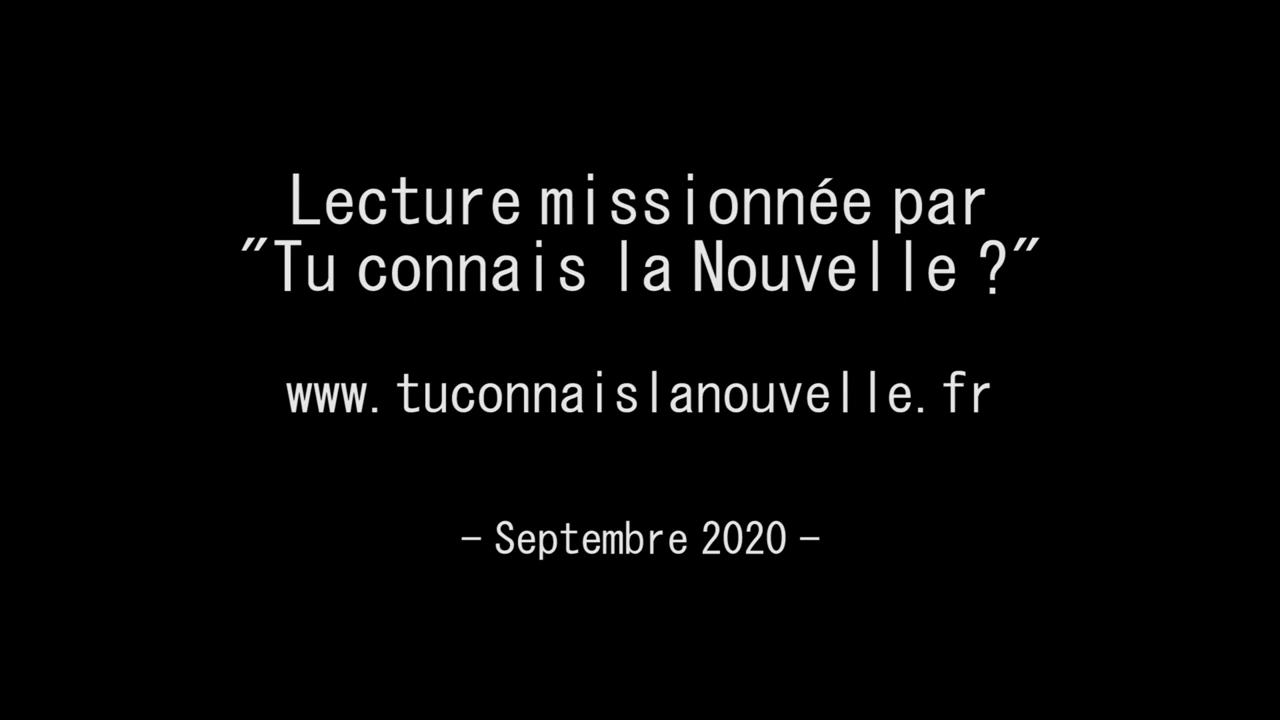 Lecture missionnée par
"Tu connais la Nouvelle ?"
www.tuconnaislanouvelle.fr
- Septembre 2020 -